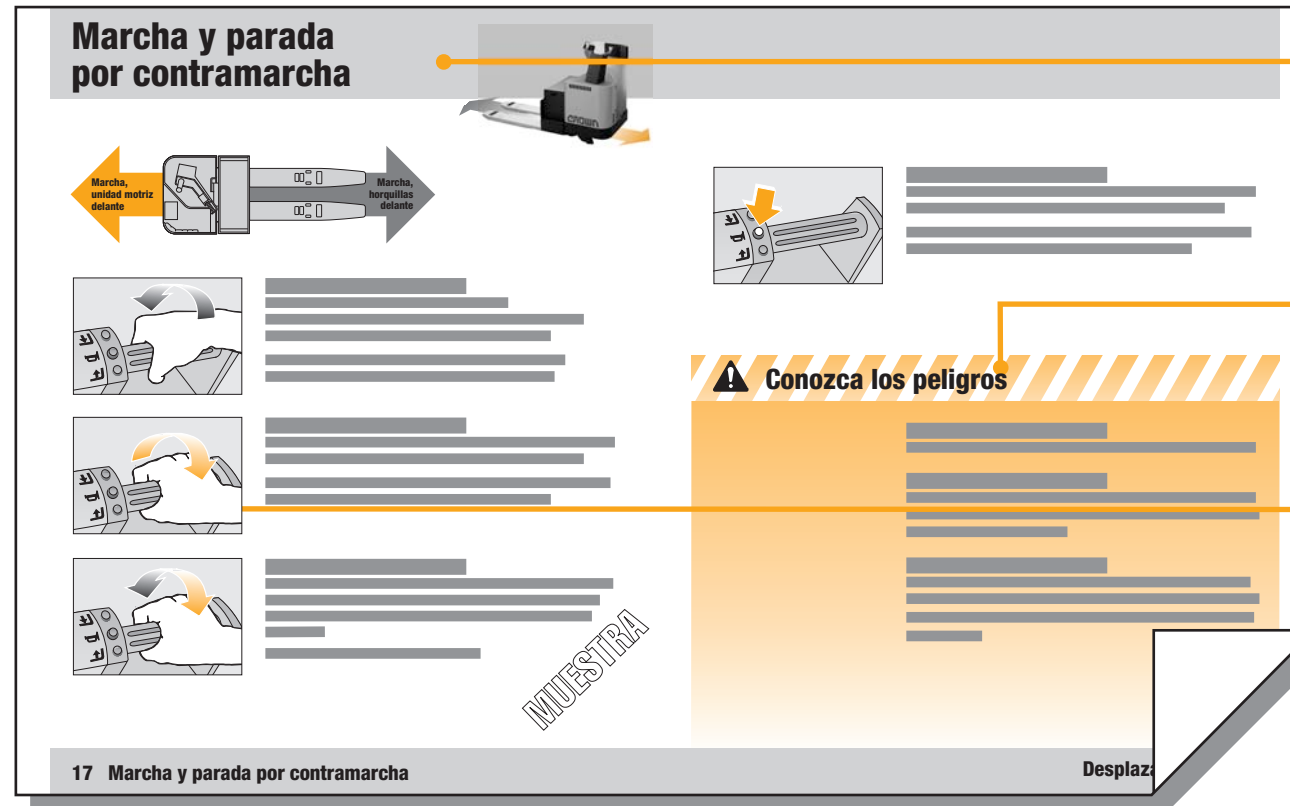 Marcha y parada
por contramarcha
CROWN
Marcha,
unidad motriz
delante
Marcha,
horquillas
delante
Conozca los peligros
MUESTRA
17 Marcha y parada por contramarcha
Desplaza